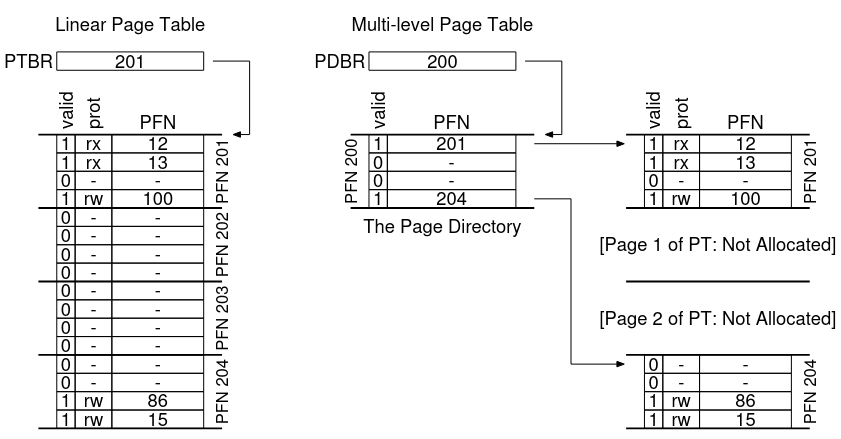 Linear Page Table
PTBR 201
valid prot PFN
1 rx 12
1 rx 13
0 - -
1 rw 100
PFN 201
0 - -
0 - -
0 - -
0 - -
PFN 202
0 - -
0 - -
0 - -
0 - -
PFN 203
0 - -
0 - -
1 rw 86
1 rw 15
PFN 204
Multi-level Page Table
PDBR 200
valid PFN
PFN 200
1 201
0 -
0 -
1 204
The Page Directory
valid prot PFN
1 rx 12
1 rx 13
0 - -
1 rw 100
PFN 201
[Page 1 of PT: Not Allocated]
[Page 2 of PT: Not Allocated]
0 - -
0 - -
1 rw 86
1 rw 15
PFN 204